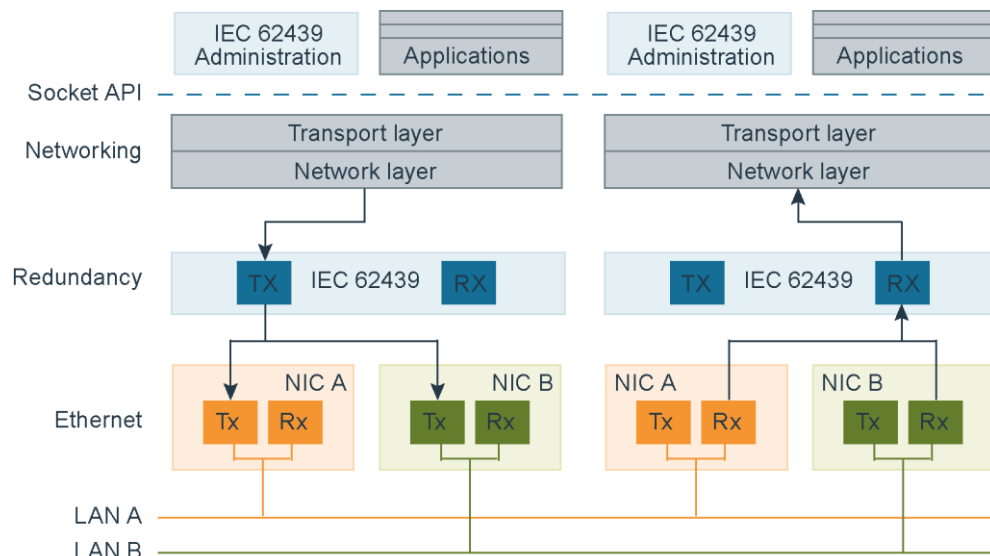 IEC 62439
Administration
Applications
IEC 62439
Administration
Applications
Socket API
Networking
Transport layer
Network layer
Transport layer
Network layer
Redundancy
TX
IEC 62439
RX
TX
IEC 62439
RX
Ethernet
NIC A
Tx
Rx
NIC B
Tx
Rx
NIC A
Tx
Rx
NIC B
Tx
Rx
LAN A
LAN B